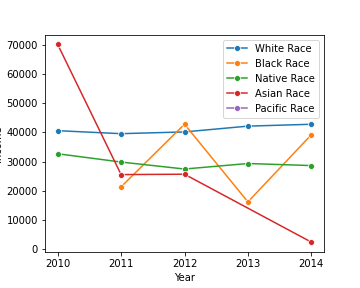 White Race
Black Race
Native Race
Asian Race
Pacific Race
70000
60000
50000
40000
30000
20000
10000
0
2010 2011 2012 2013 2014
Year